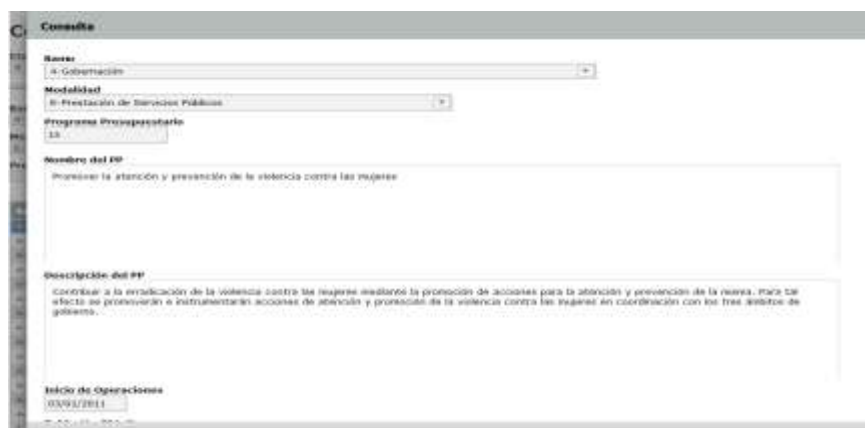 Consulta
Ramo
4-Gobernación
Modalidad
E-Prestación de Servicios Públicos
Programa Presupuestario
15
Nombre del PP
Promover la atención y prevención de la violencia contra las mujeres
Descripción del PP
Contribuir a la erradicación de la violencia contra las mujeres mediante la promoción de acciones para la atención y prevención de la misma. Para tal
efecto se promoverán e instrumentarán acciones de atención y promoción de la violencia contra las mujeres en coordinación con los tres ámbitos de
gobierno.
Inicio de Operaciones
03/01/2011